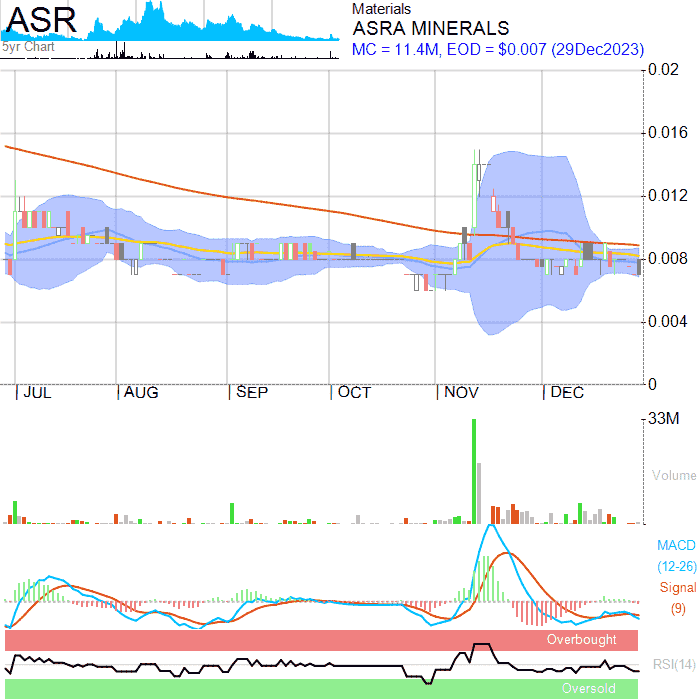 ASR
5yr Chart
Materials
ASRA MINERALS
MC = 11.4M, EOD = $0.007 (29Dec2023)
0.02
0.016
0.012
0.008
0.004
0
JUL AUG SEP OCT NOV DEC
33M
Volume
MACD
(12-26)
Signal
(9)
Overbought
RSI(14)
Oversold